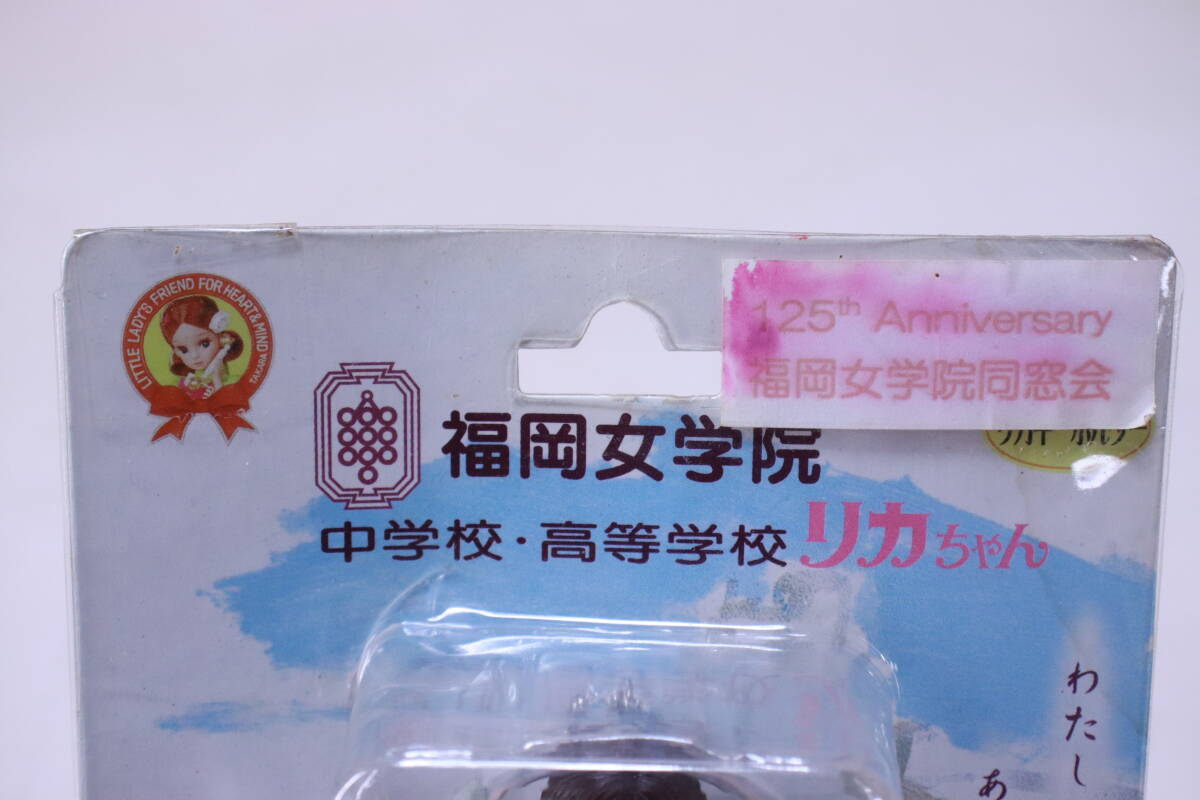 LITTLE LADY'S FRIEND FOR HEART&MIND
TAKARA
125th Anniversary
福岡女学院同窓会
福岡女学院
中学校・高等学校リカちゃん
わたし
あ